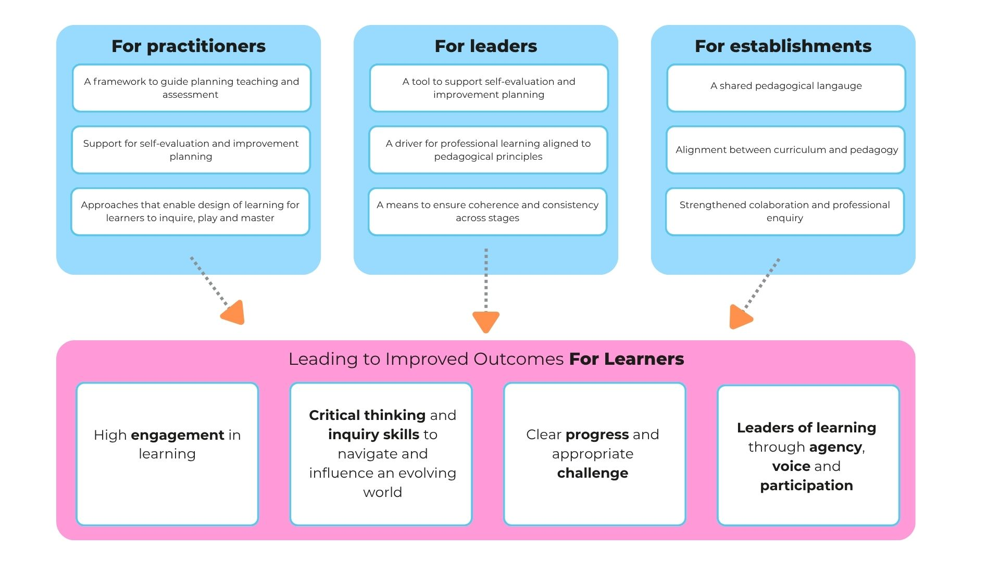 For practitioners
A framework to guide planning teaching and
assessment
Support for self-evaluation and improvement
planning
Approaches that enable design of learning for
learners to inquire, play and master
For leaders
A tool to support self-evaluation and
improvement planning
A driver for professional learning aligned to
pedagogical principles
A means to ensure coherence and consistency
across stages
For establishments
A shared pedagogical langauge
Alignment between curriculum and pedagogy
Strengthened colaboration and professional
enquiry
Leading to Improved Outcomes For Learners
High engagement in
learning
Critical thinking and
inquiry skills to
navigate and
influence an evolving
world
Clear progress and
appropriate
challenge
Leaders of learning
through agency,
voice and
participation